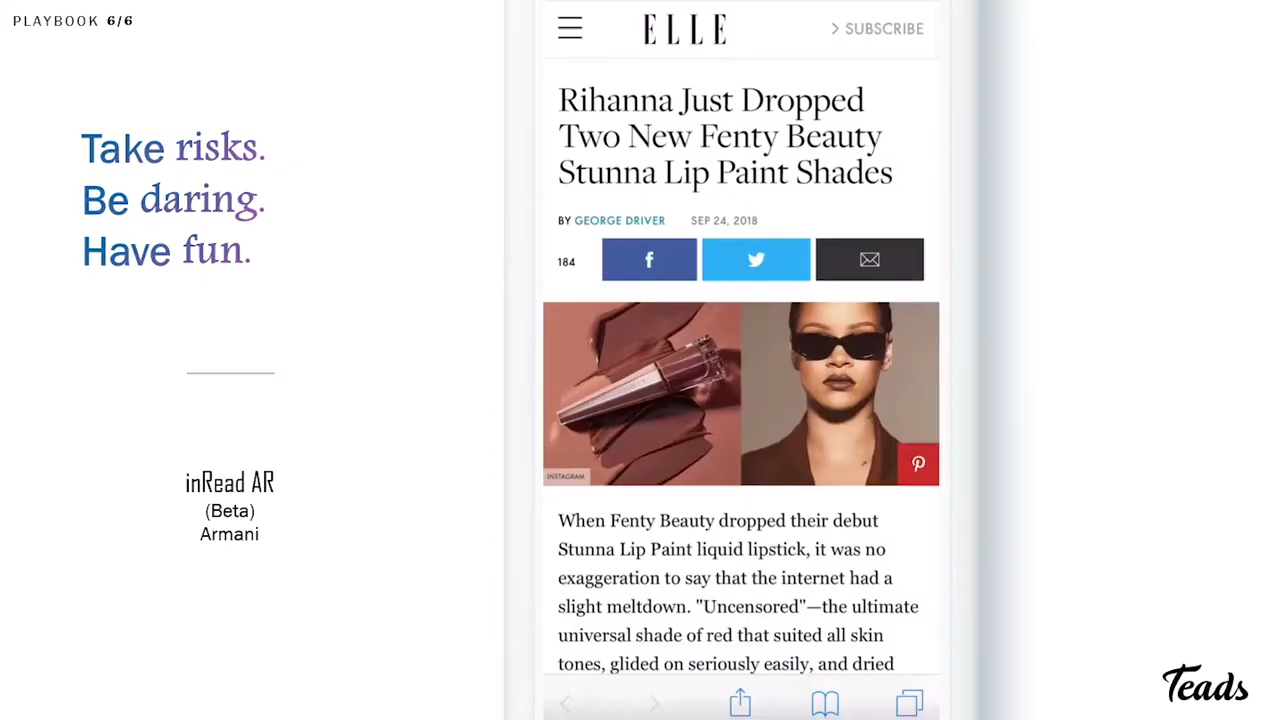 PLAYBOOK 6/6
Take risks.
Be daring.
Have fun.
inRead AR
(Beta)
Armani
ELLE
> SUBSCRIBE
Rihanna Just Dropped
Two New Fenty Beauty
Stunna Lip Paint Shades
BY GEORGE DRIVER SEP 24, 2018
184
INSTAGRAM
When Fenty Beauty dropped their debut
Stunna Lip Paint liquid lipstick, it was no
exaggeration to say that the internet had a
slight meltdown. "Uncensored"—the ultimate
universal shade of red that suited all skin
tones, glided on seriously easily, and dried
Teads